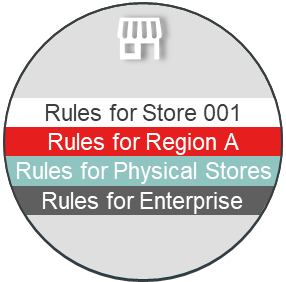 Rules for Store 001
Rules for Region A
Rules for Physical Stores
Rules for Enterprise